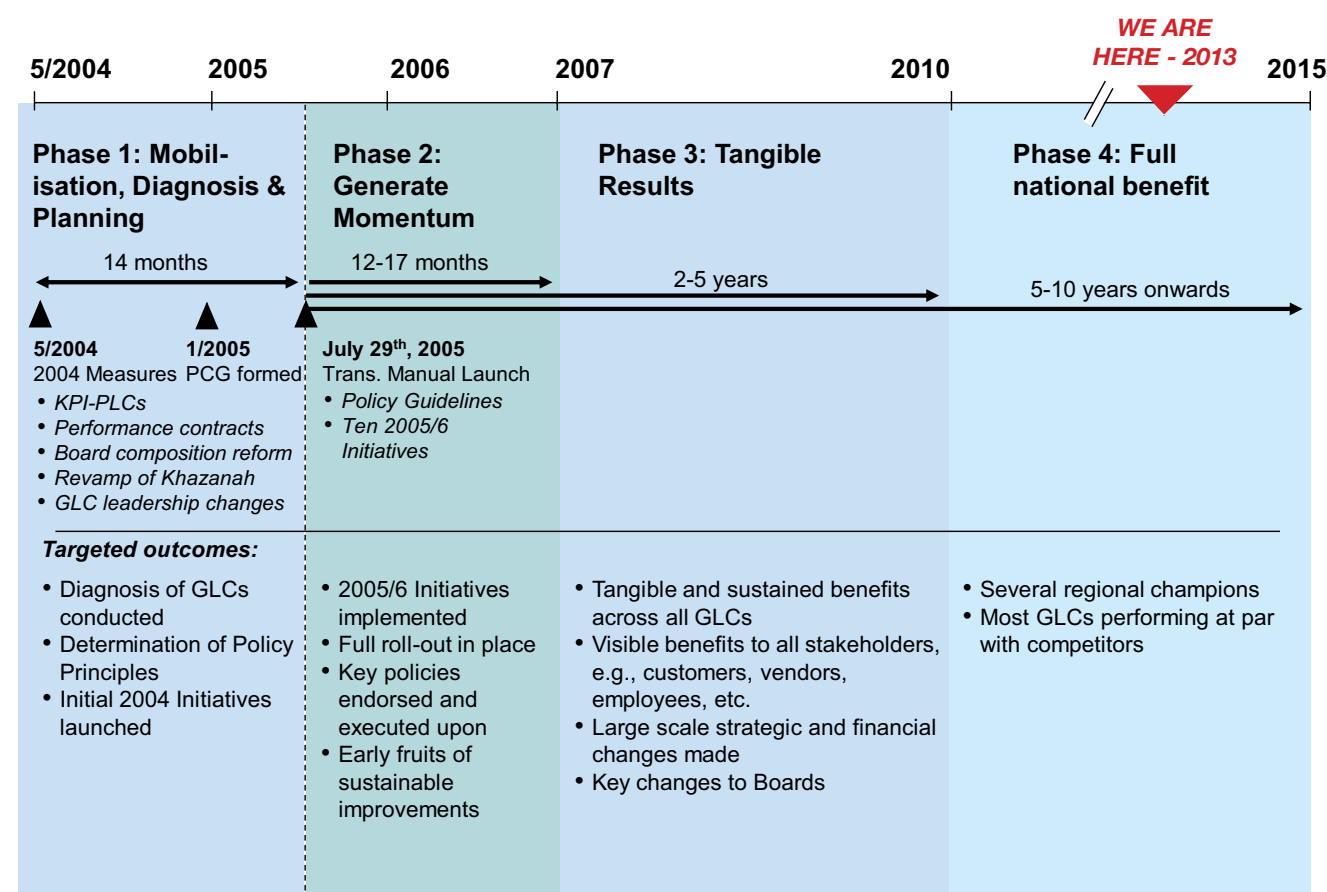 WE ARE
HERE - 2013
5/2004
2005
2006
2007
2010
2015
Phase 1: Mobil-
isation, Diagnosis &
Planning
Phase 2:
Generate
Momentum
Phase 3: Tangible
Results
Phase 4: Full
national benefit
14 months
12-17 months
2-5 years
5-10 years onwards
5/2004
2004 Measures
• KPI-PLCs
• Performance contracts
• Board composition reform
• Revamp of Khazanah
• GLC leadership changes
1/2005
PCG formed
July 29th, 2005
Trans. Manual Launch
• Policy Guidelines
• Ten 2005/6
Initiatives
Targeted outcomes:
• Diagnosis of GLCs
conducted
• Determination of Policy
Principles
• Initial 2004 Initiatives
launched
• 2005/6 Initiatives
implemented
• Full roll-out in place
• Key policies
endorsed and
executed upon
• Early fruits of
sustainable
improvements
• Tangible and sustained benefits
across all GLCs
• Visible benefits to all stakeholders,
e.g., customers, vendors,
employees, etc.
• Large scale strategic and financial
changes made
• Key changes to Boards
• Several regional champions
• Most GLCs performing at par
with competitors